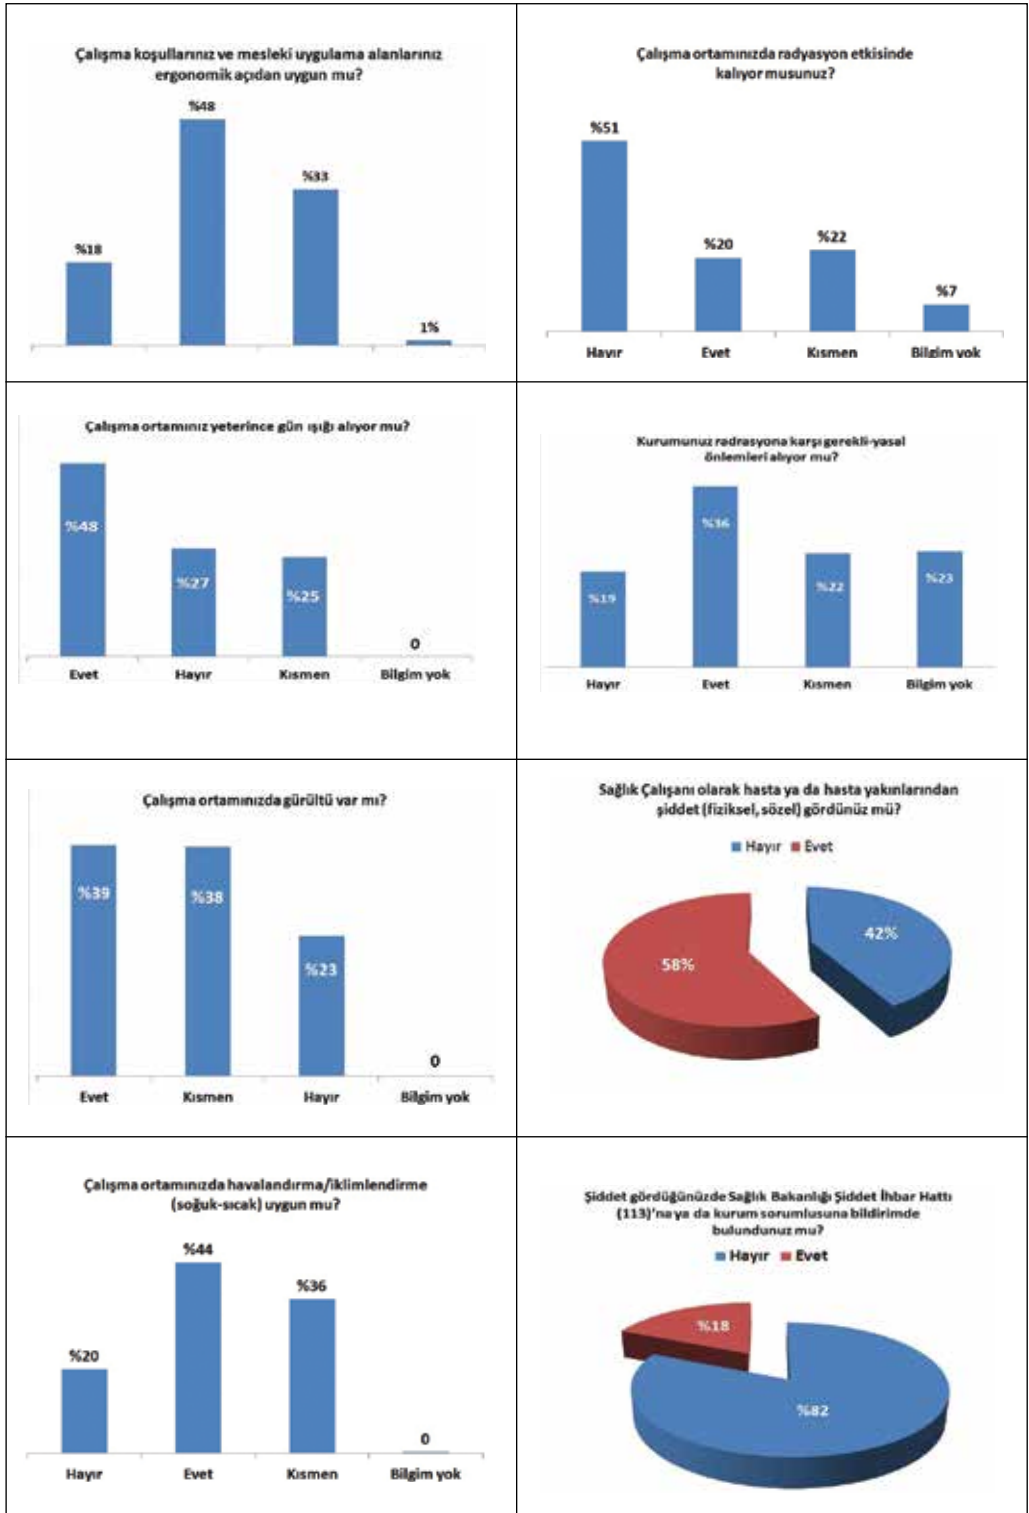 Çalışma koşullarınız ve mesleki uygulama alanlarınız
ergonomik açıdan uygun mu?
%48
%33
%18
1%
Çalışma ortamınızda radyasyon etkisinde
kalıyor musunuz?
%51
%20
%22
%7
Hayır
Evet
Kısmen
Bilgim yok
Çalışma ortamınız yeterince gün ışığı alıyor mu?
%48
%27
%25
0
Evet
Hayır
Kısmen
Bilgim yok
Kurumunuz radrasyona karşı gerekli-yasal
önlemleri alıyor mu?
%36
%19
%22
%23
Hayır
Evet
Kısmen
Bilgim yok
Çalışma ortamınızda gürültü var mı?
%39
%38
%23
0
Evet
Kısmen
Hayır
Bilgim yok
Sağlık Çalışanı olarak hasta ya da hasta yakınlarından
şiddet (fiziksel, sözel) gördünüz mü?
Hayır Evet
42%
58%
Çalışma ortamınızda havalandırma/iklimlendirme
(soğuk-sıcak) uygun mu?
%44
%36
%20
0
Hayır
Evet
Kısmen
Bilgim yok
Şiddet gördüğünüzde Sağlık Bakanlığı Şiddet İhbar Hattı
(113)'na ya da kurum sorumlusuna bildirimde
bulundunuz mu?
Hayır Evet
%18
%82